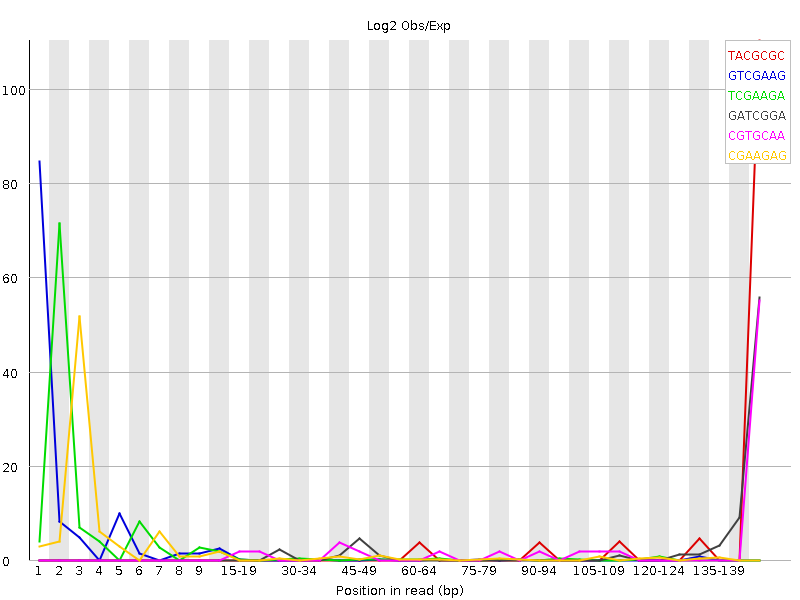 Log2 Obs/Exp
TACGCGC
GTCGAAG
TCGAAGA
GATCGGA
CGTGCAA
CGAAGAG
100
80
60
40
20
0
1 2 3 4 5 6 7 8 9 15-19 30-34 45-49 60-64 75-79 90-94 105-109 120-124 135-139
Position in read (bp)